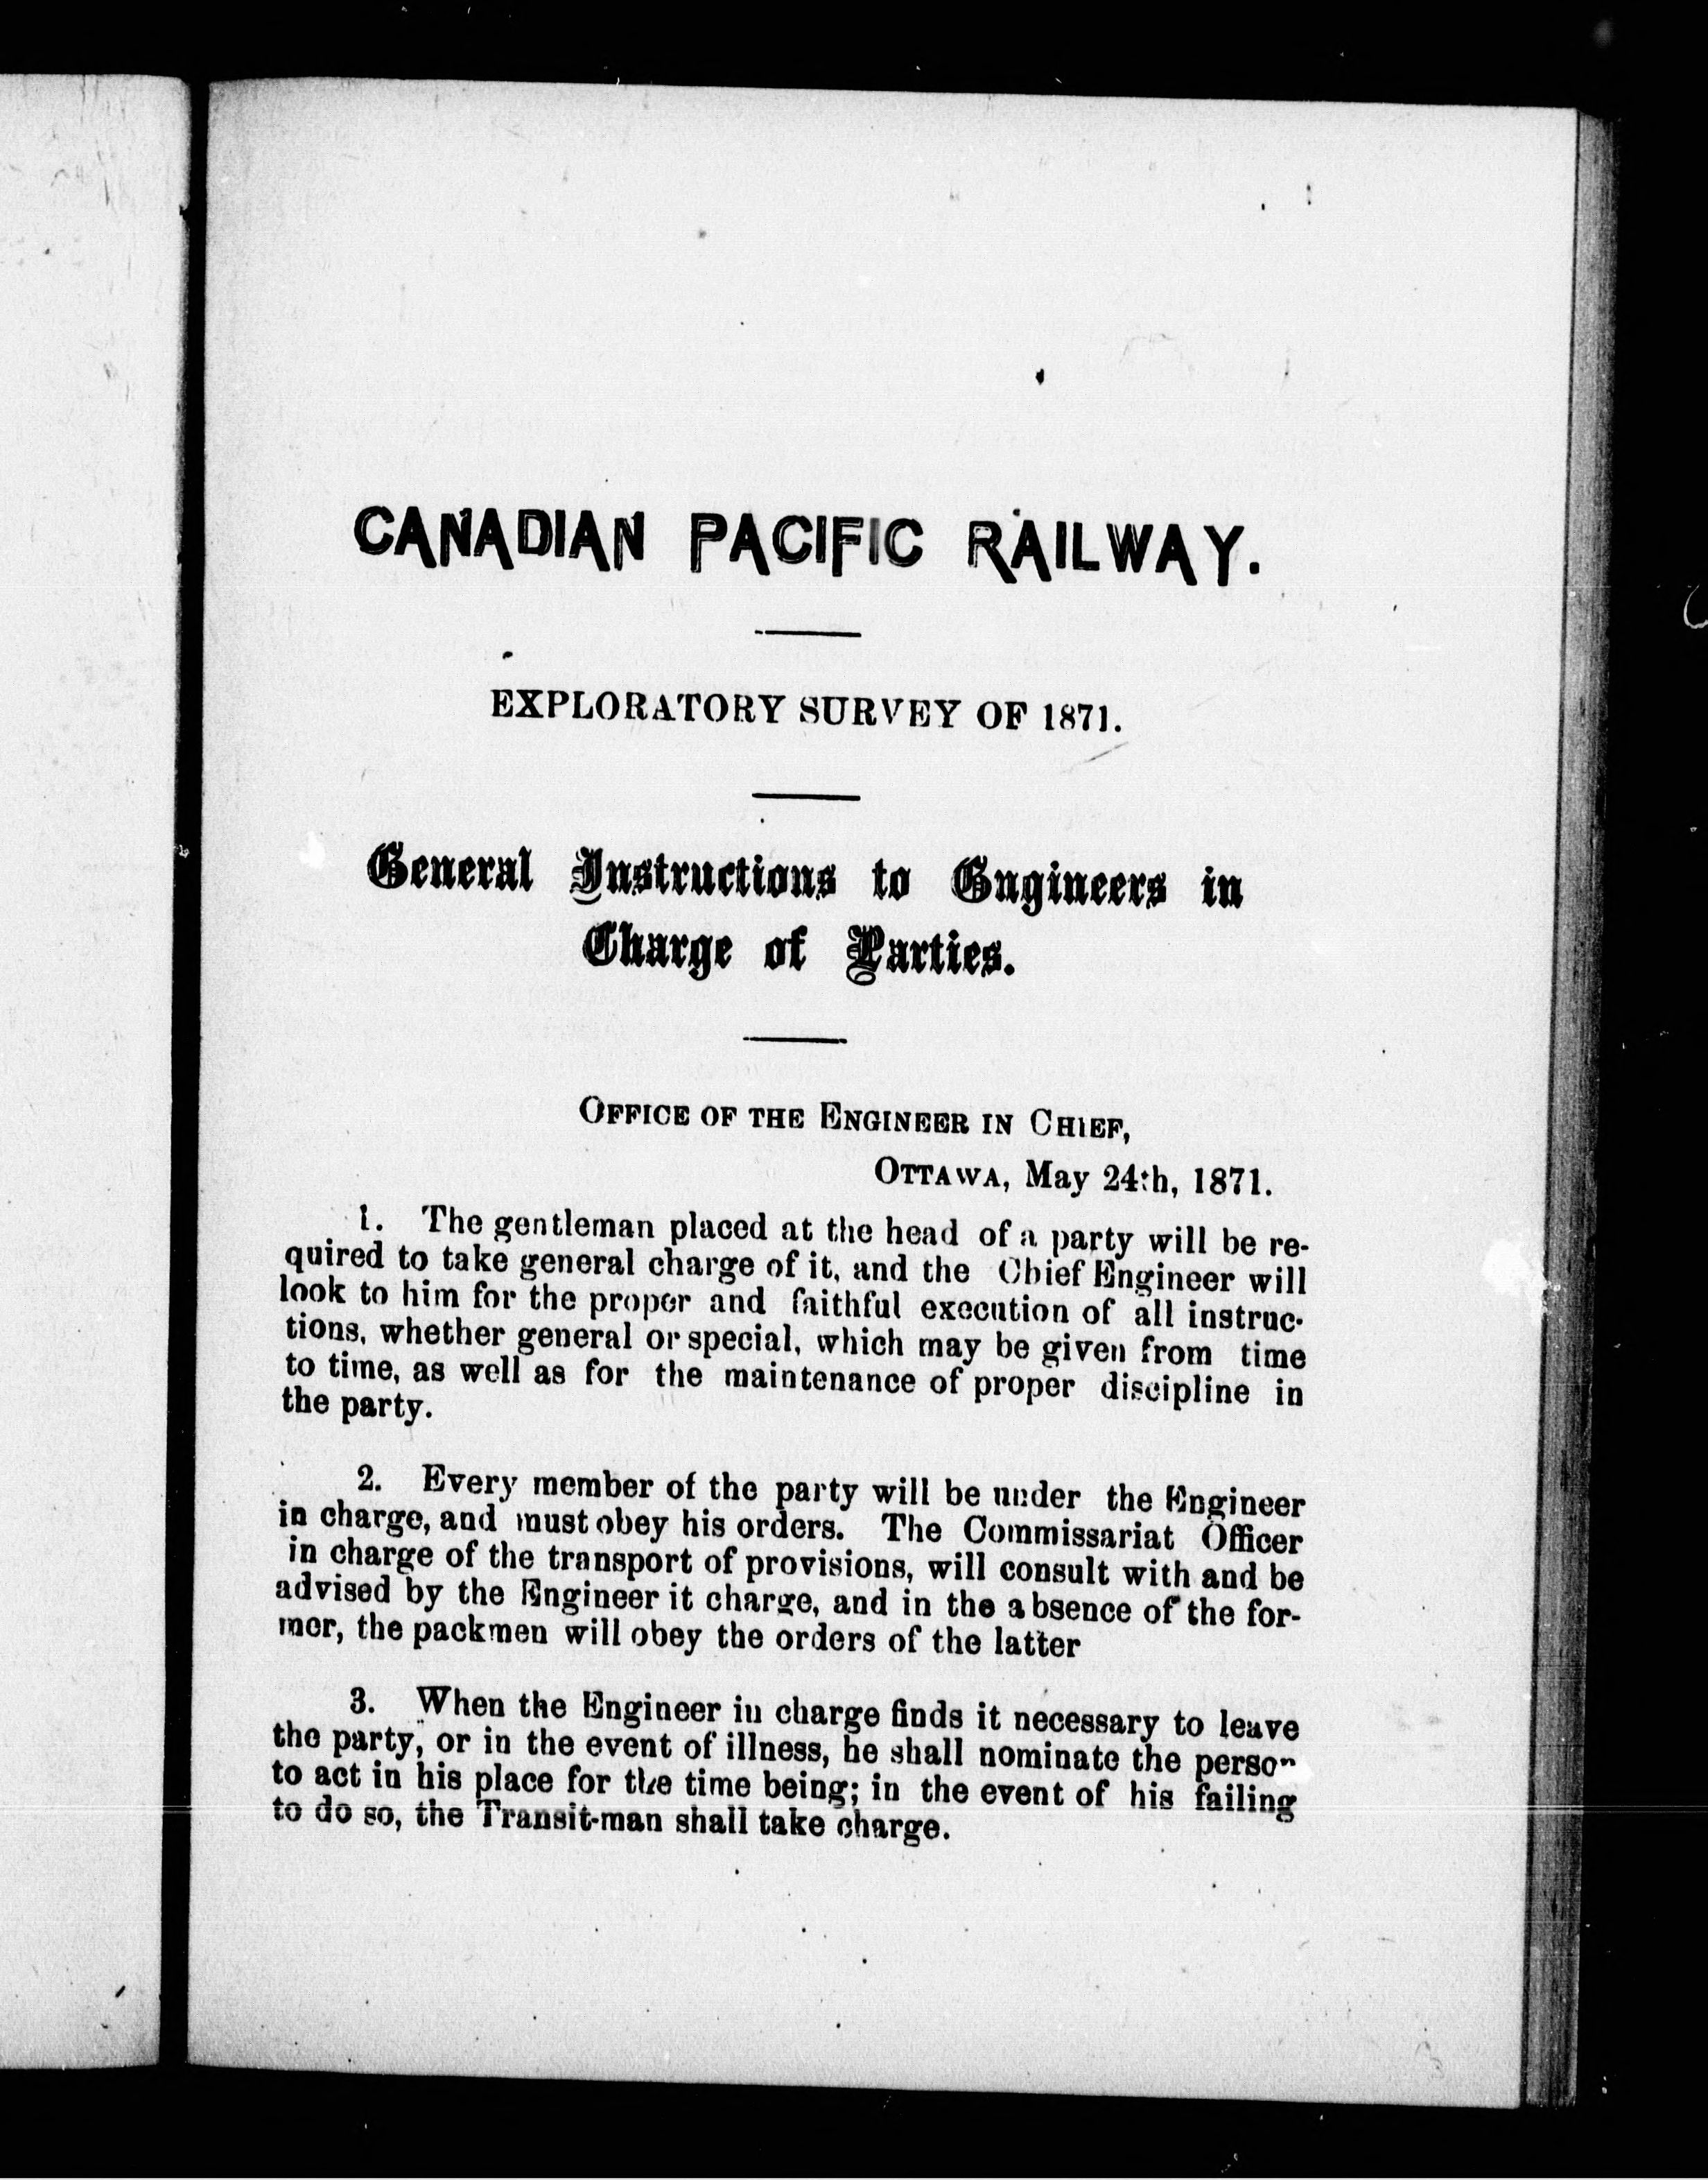 CANADIAN PACIFIC RAILWAY.
EXPLORATORY SURVEY OF 1871.
General Instructions to Engineers in
Charge of Parties.
OFFICE OF THE ENGINEER IN CHIEF,
OTTAWA, May 24th, 1871.
1. The gentleman placed at the head of a party will be re-
quired to take general charge of it, and the Chief Engineer will
look to him for the proper and faithful execution of all instruc-
tions, whether general or special, which may be given from time
to time, as well as for the maintenance of proper discipline in
the party.
2. Every member of the party will be under the Engineer
in charge, and must obey his orders. The Commissariat Officer
in charge of the transport of provisions, will consult with and be
advised by the Engineer it charge, and in the absence of the for-
mer, the packmen will obey the orders of the latter
3. When the Engineer in charge finds it necessary to leave
the party, or in the event of illness, he shall nominate the person
to act in his place for the time being; in the event of his failing
to do so, the Transit-man shall take charge.